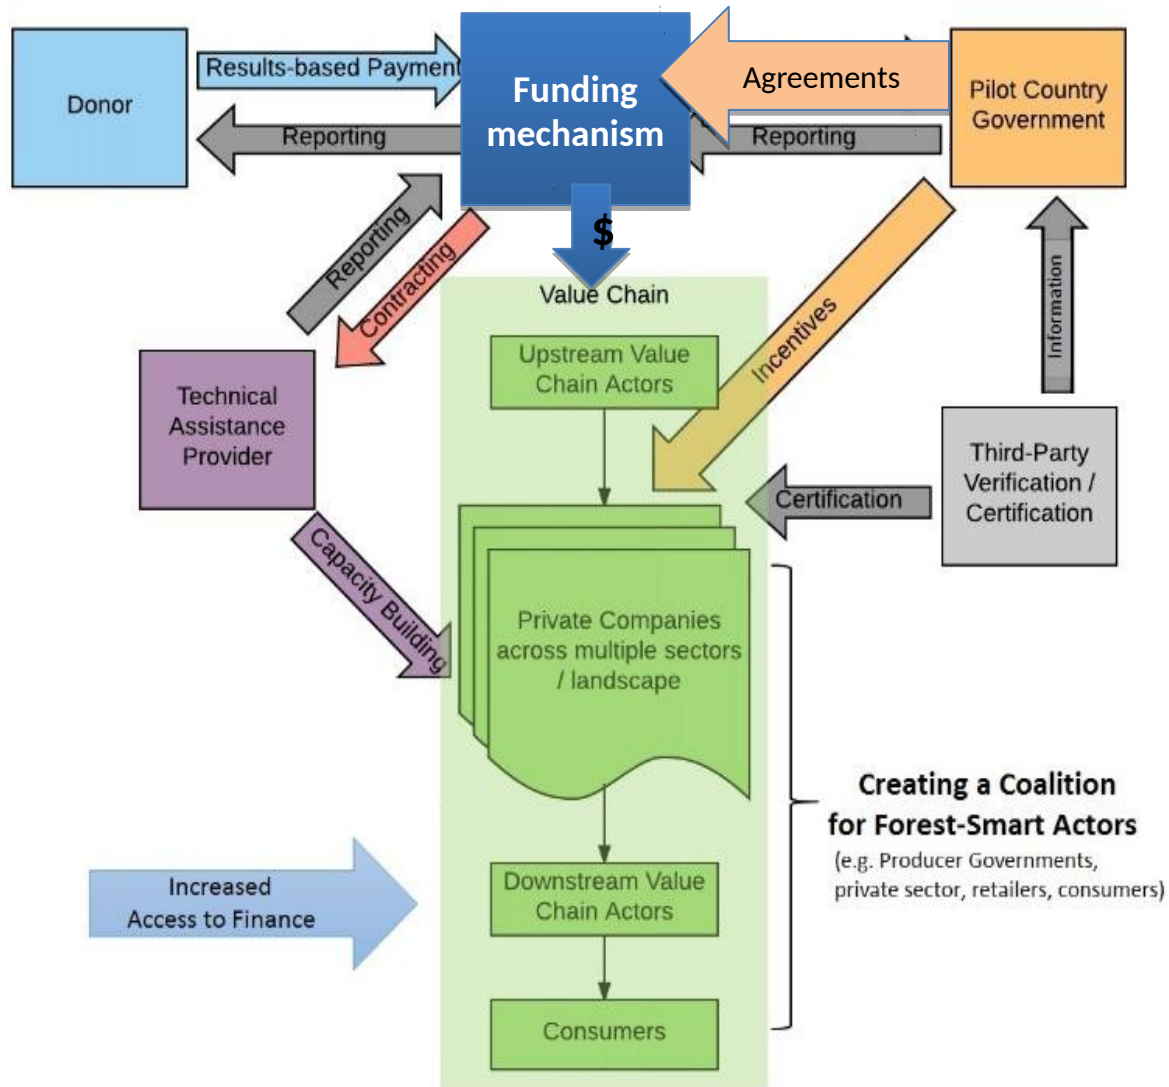 Donor
Results-based Payment
Reporting
Funding
mechanism
Agreements
Reporting
Pilot Country
Government
$
Reporting
Contracting
Incentives
Information
Value Chain
Upstream Value
Chain Actors
Technical
Assistance
Provider
Third-Party
Verification /
Certification
Certification
Capacity Building
Private Companies
across multiple sectors
/ landscape
Creating a Coalition
for Forest-Smart Actors
(e.g. Producer Governments,
private sector, retailers, consumers)
Increased
Access to Finance
Downstream Value
Chain Actors
Consumers